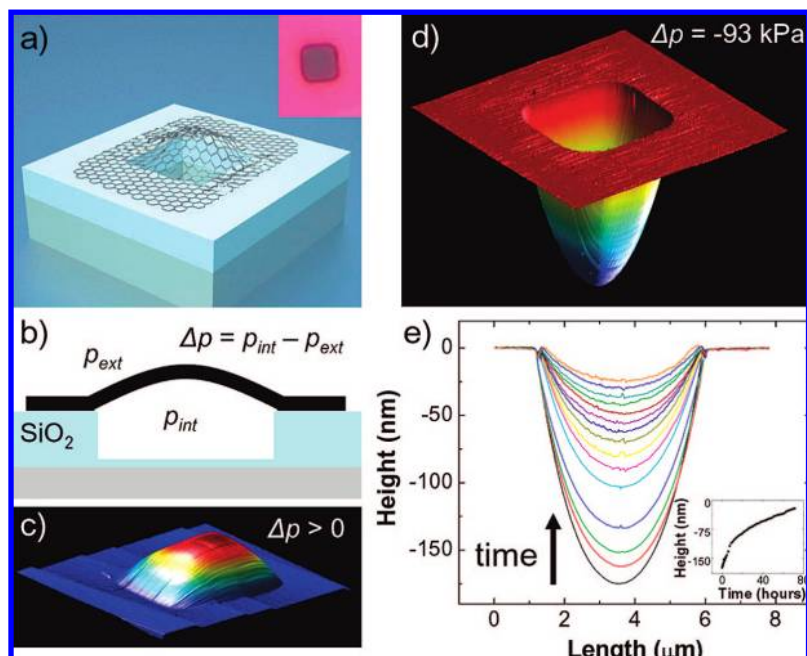 a)
b)
Δp = p_int – p_ext
p_ext
p_int
SiO₂
c)
Δp > 0
d)
Δp = -93 kPa
e)
0
-50
-100
-150
Height (nm)
time
0
2
4
6
8
Length (μm)
0
-75
-150
Height (nm)
0
40
80
Time (hours)